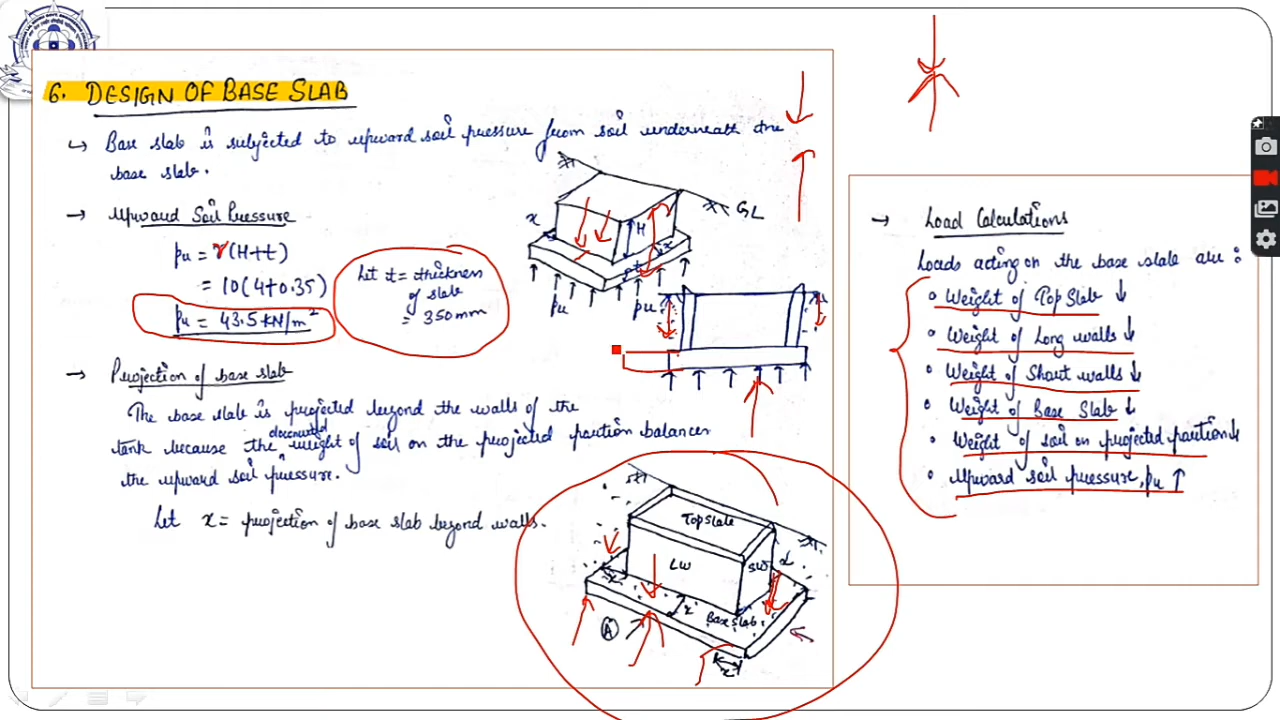 6. DESIGN OF BASE SLAB
↳ Base slab is subjected to upward soil pressure from soil underneath the
base slab.
→ Upward Soil Pressure
pu = γ(H+t)
= 10(4+0.35)
pu = 43.5 KN/m²
Let t = thickness
of slab
= 350mm
x
H
x
t
GL
pu
pu
→ Projection of base slab
The base slab is projected beyond the walls of the
tank because the downward weight of soil on the projected portion balances
the upward soil pressure.
Let x = projection of base slab beyond walls.
Top slab
LW
SW
x
x
x
x
Base slab
A
→ Load Calculations
Loads acting on the base slab are :
• Weight of Top Slab ↓
• Weight of Long walls ↓
• Weight of Short walls ↓
• Weight of Base Slab ↓
• Weight of soil on projected portion ↓
• Upward soil pressure, pu ↑